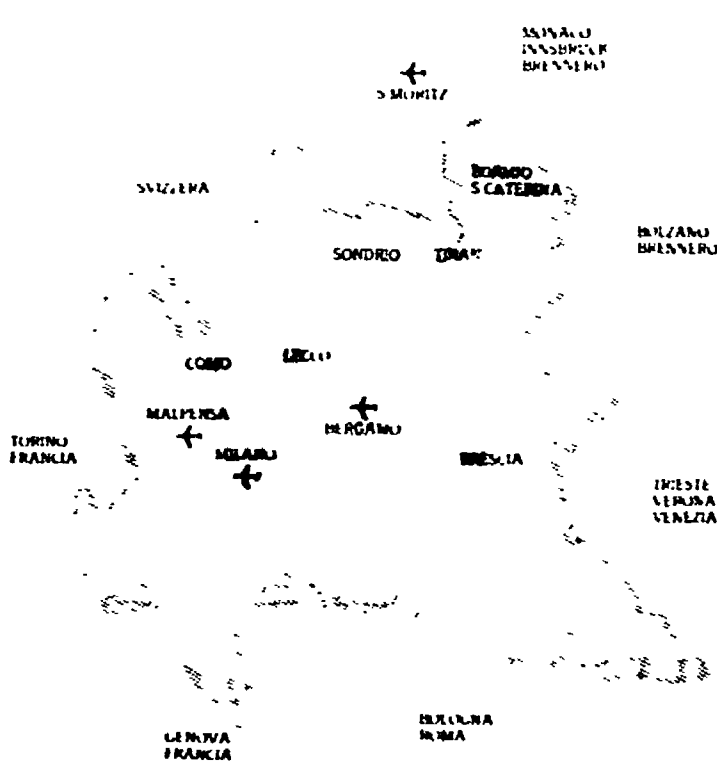 MONACO
INNSBRUCK
BRENNERO
S.MORITZ
BORMIO
S.CATERINA
SVIZZERA
BOLZANO
BRENNERO
SONDRIO
TIRANO
COMO
LECCO
MALPENSA
BERGAMO
TORINO
FRANCIA
MILANO
BRESCIA
TRIESTE
VERONA
VENEZIA
BOLOGNA
ROMA
GENOVA
FRANCIA